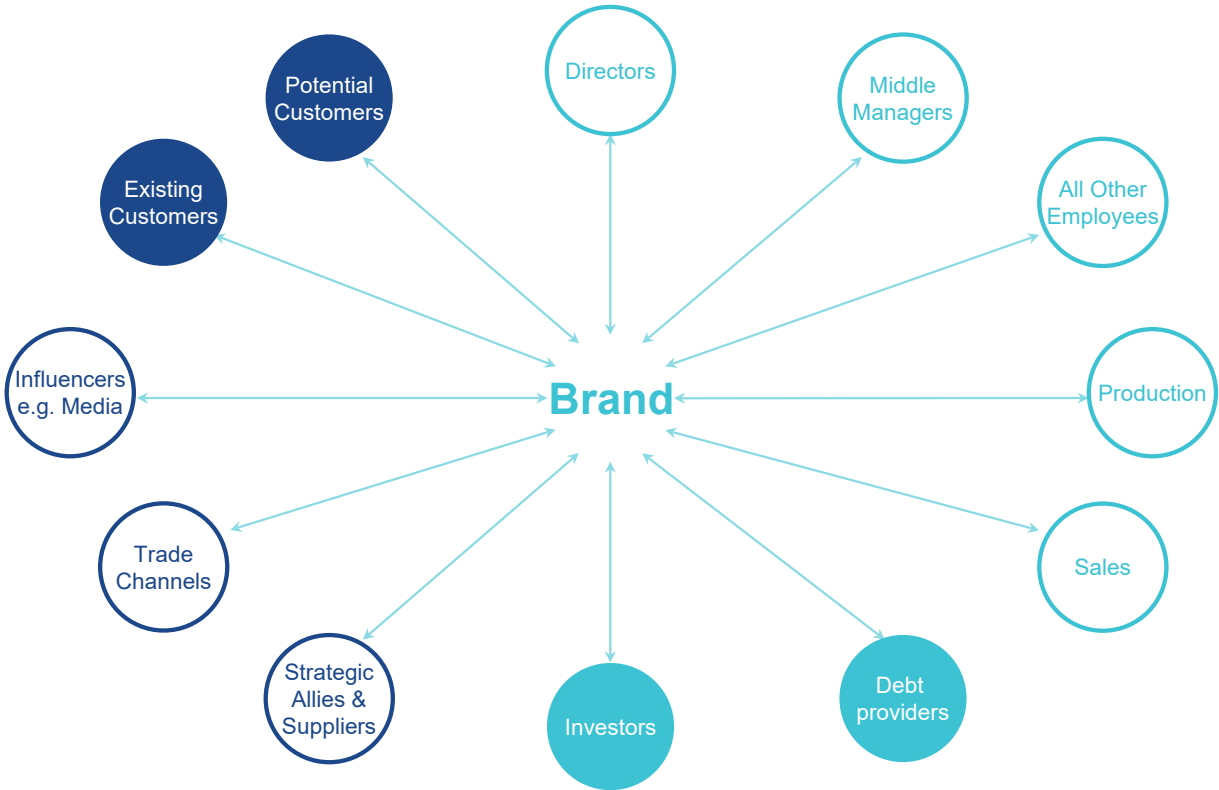 Directors
Potential
Customers
Middle
Managers
Existing
Customers
All Other
Employees
Influencers
e.g. Media
Brand
Production
Trade
Channels
Sales
Strategic
Allies &
Suppliers
Investors
Debt
providers